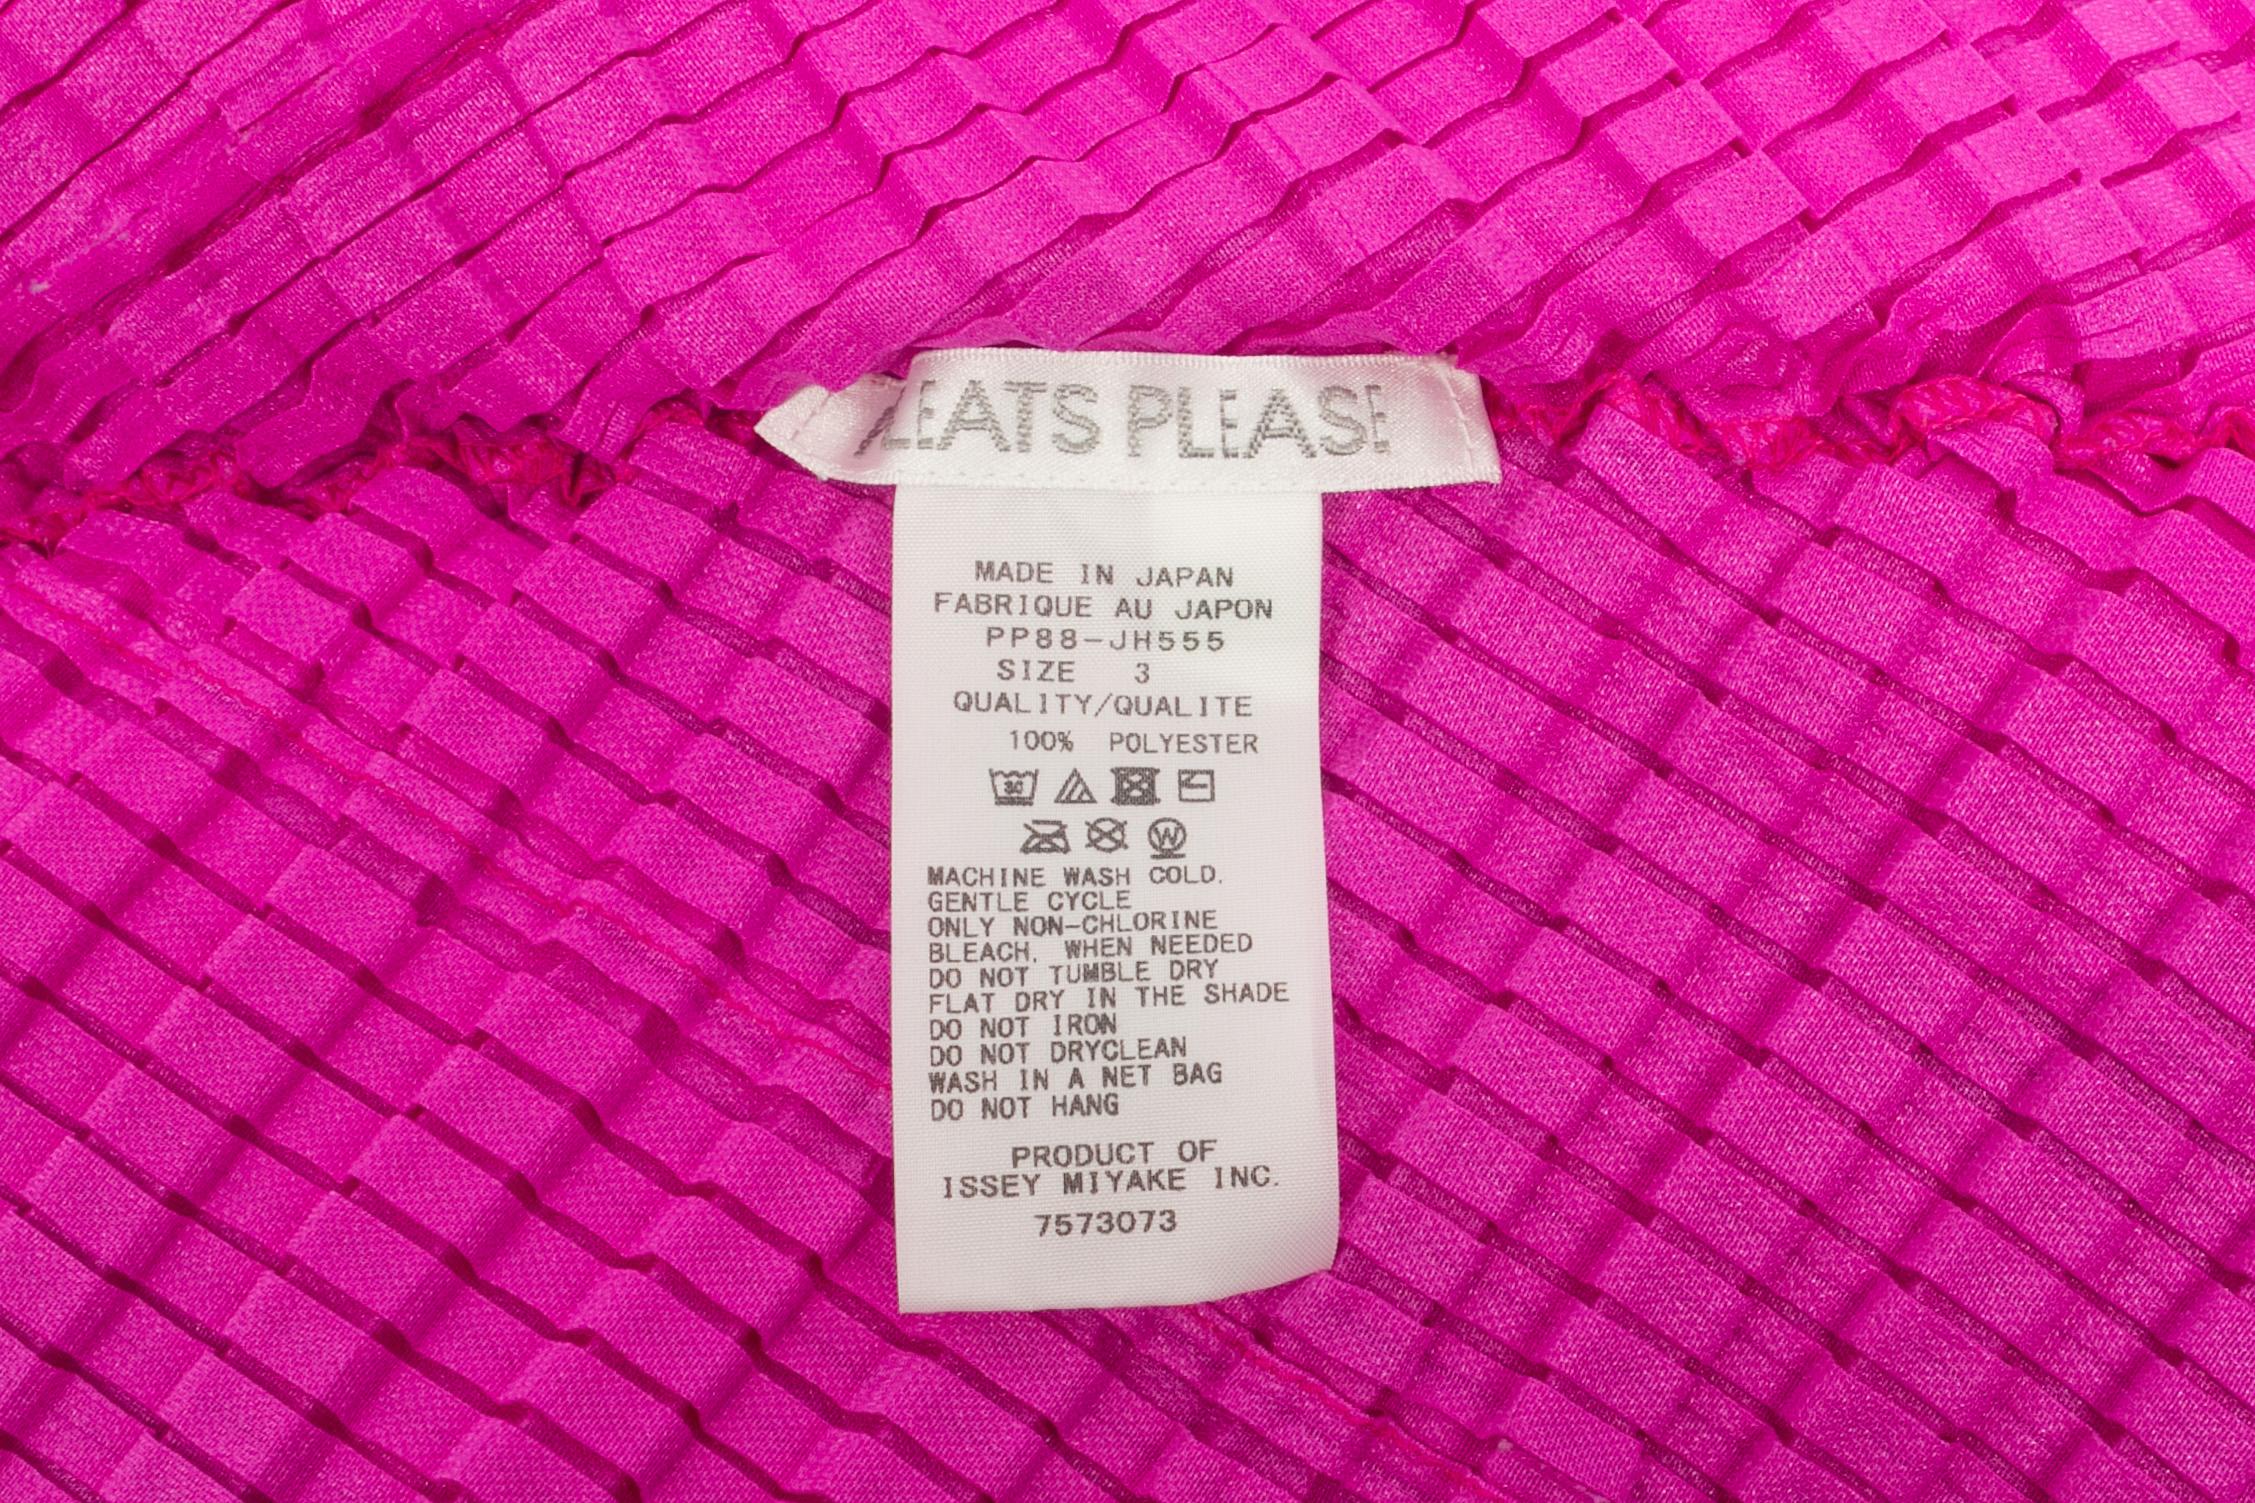 PLEATS PLEASE
MADE IN JAPAN
FABRIQUE AU JAPON
PP88-JH555
SIZE 3
QUALITY/QUALITE
100% POLYESTER
30
W
MACHINE WASH COLD.
GENTLE CYCLE
ONLY NON-CHLORINE
BLEACH, WHEN NEEDED
DO NOT TUMBLE DRY
FLAT DRY IN THE SHADE
DO NOT IRON
DO NOT DRYCLEAN
WASH IN A NET BAG
DO NOT HANG
PRODUCT OF
ISSEY MIYAKE INC.
7573073